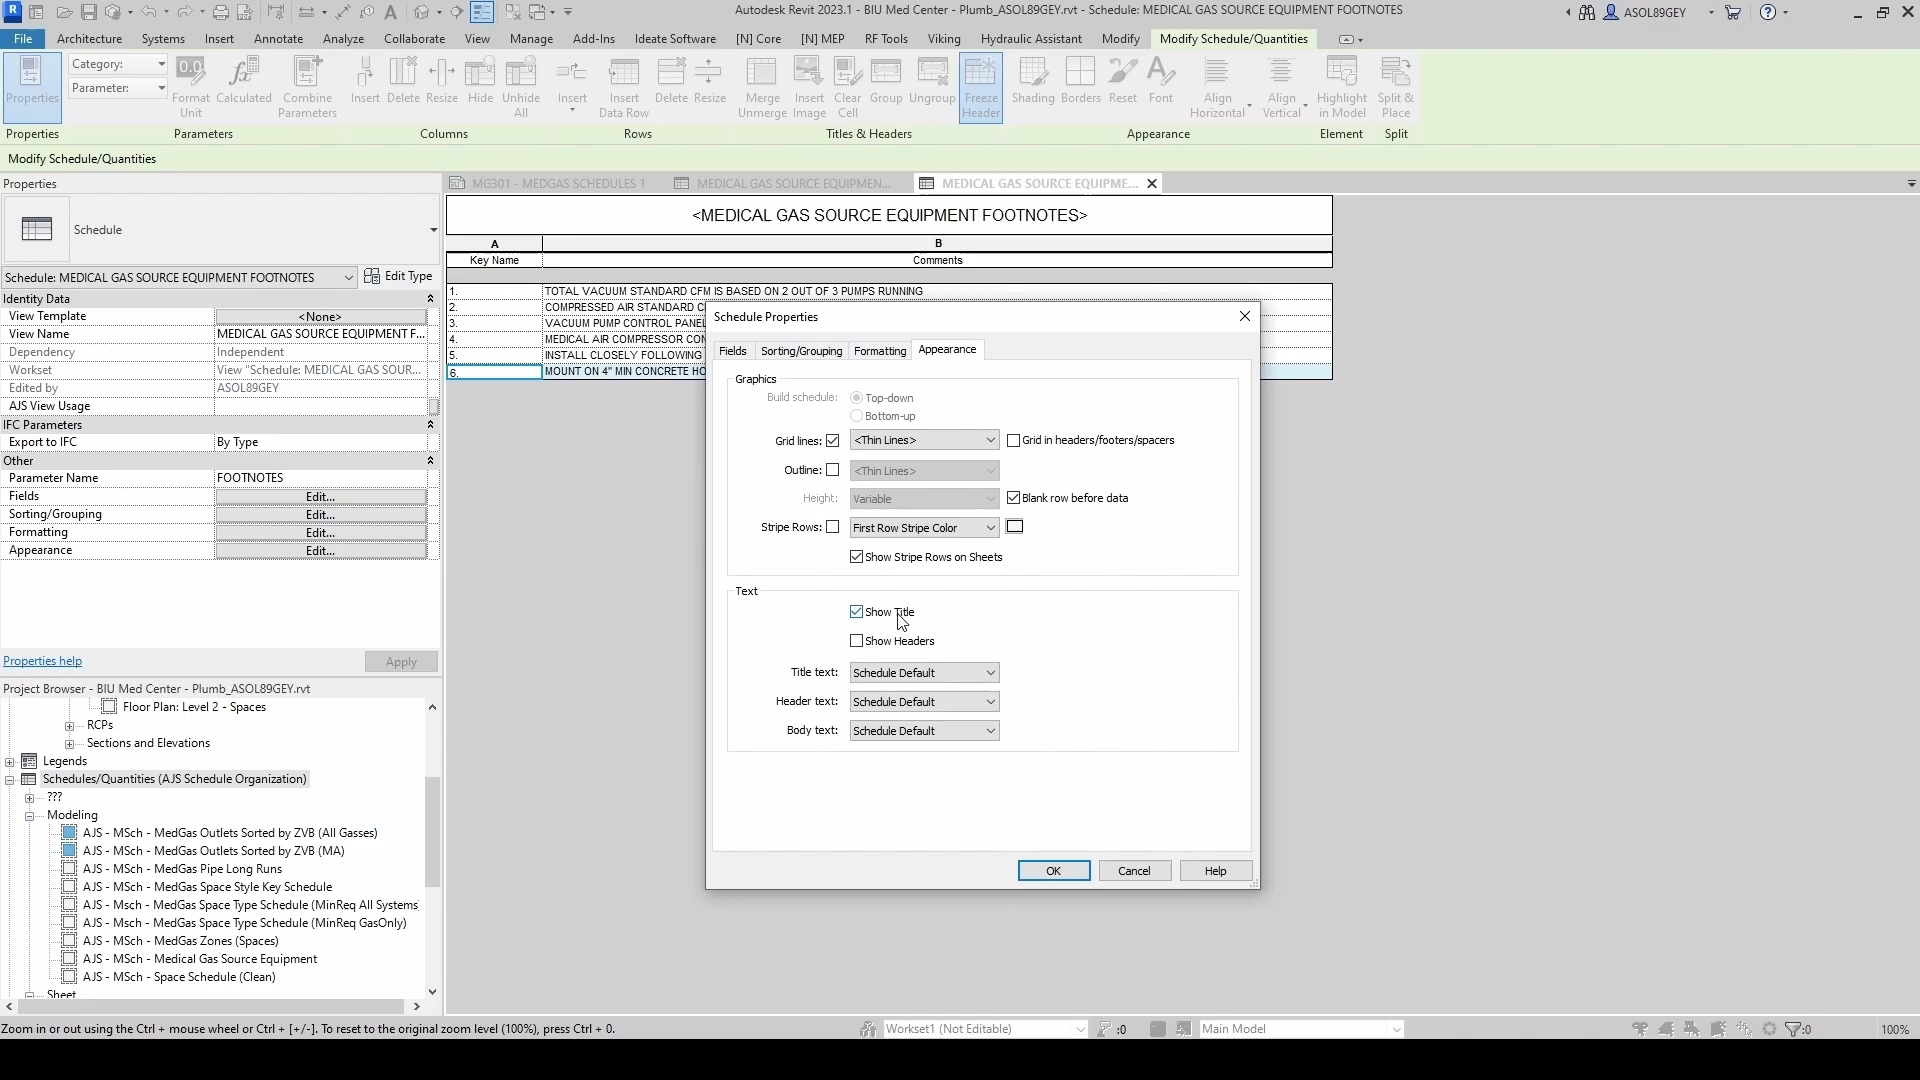 Autodesk Revit 2023.1 - BIU Med Center - Plumb_ASOL89GEY.rvt - Schedule: MEDICAL GAS SOURCE EQUIPMENT FOOTNOTES
ASOL89GEY
File Architecture Systems Insert Annotate Analyze Collaborate View Manage Add-Ins Ideate Software [N] Core [N] MEP RF Tools Viking Hydraulic Assistant Modify Modify Schedule/Quantities
Category:
Parameter:
Properties
Format Unit
Calculated
Combine Parameters
Insert
Delete
Resize
Hide
Unhide All
Insert
Insert Data Row
Delete
Resize
Merge Unmerge
Insert Image
Clear Cell
Group
Ungroup
Freeze Header
Shading
Borders
Reset
Font
Align Horizontal
Align Vertical
Highlight in Model
Split & Place
Properties Parameters Columns Rows Titles & Headers Appearance Element Split
Modify Schedule/Quantities
Properties
MG301 - MEDGAS SCHEDULES 1
MEDICAL GAS SOURCE EQUIPMEN...
MEDICAL GAS SOURCE EQUIPME...
Schedule
Schedule: MEDICAL GAS SOURCE EQUIPMENT FOOTNOTES
Edit Type
Identity Data
View Template <None>
View Name MEDICAL GAS SOURCE EQUIPMENT F...
Dependency Independent
Workset View "Schedule: MEDICAL GAS SOUR...
Edited by ASOL89GEY
AJS View Usage
IFC Parameters
Export to IFC By Type
Other
Parameter Name FOOTNOTES
Fields Edit...
Sorting/Grouping Edit...
Formatting Edit...
Appearance Edit...
Properties help
Apply
<MEDICAL GAS SOURCE EQUIPMENT FOOTNOTES>
A B
Key Name Comments
1. TOTAL VACUUM STANDARD CFM IS BASED ON 2 OUT OF 3 PUMPS RUNNING
2. COMPRESSED AIR STANDARD C
3. VACUUM PUMP CONTROL PANEL
4. MEDICAL AIR COMPRESSOR CON
5. INSTALL CLOSELY FOLLOWING
6. MOUNT ON 4" MIN CONCRETE HO
Schedule Properties
Fields Sorting/Grouping Formatting Appearance
Graphics
Build schedule: Top-down
Bottom-up
Grid lines: <Thin Lines> Grid in headers/footers/spacers
Outline: <Thin Lines>
Height: Variable Blank row before data
Stripe Rows: First Row Stripe Color
Show Stripe Rows on Sheets
Text
Show Title
Show Headers
Title text: Schedule Default
Header text: Schedule Default
Body text: Schedule Default
OK Cancel Help
Project Browser - BIU Med Center - Plumb_ASOL89GEY.rvt
Floor Plan: Level 2 - Spaces
RCPs
Sections and Elevations
Legends
Schedules/Quantities (AJS Schedule Organization)
???
Modeling
AJS - MSch - MedGas Outlets Sorted by ZVB (All Gasses)
AJS - MSch - MedGas Outlets Sorted by ZVB (MA)
AJS - MSch - MedGas Pipe Long Runs
AJS - MSch - MedGas Space Style Key Schedule
AJS - MSch - MedGas Space Type Schedule (MinReq All Systems)
AJS - MSch - MedGas Space Type Schedule (MinReq GasOnly)
AJS - MSch - MedGas Zones (Spaces)
AJS - MSch - Medical Gas Source Equipment
AJS - MSch - Space Schedule (Clean)
Sheet
Zoom in or out using the Ctrl + mouse wheel or Ctrl + [+/-]. To reset to the original zoom level (100%), press Ctrl + 0.
Workset1 (Not Editable)
:0
Main Model
:0
100%